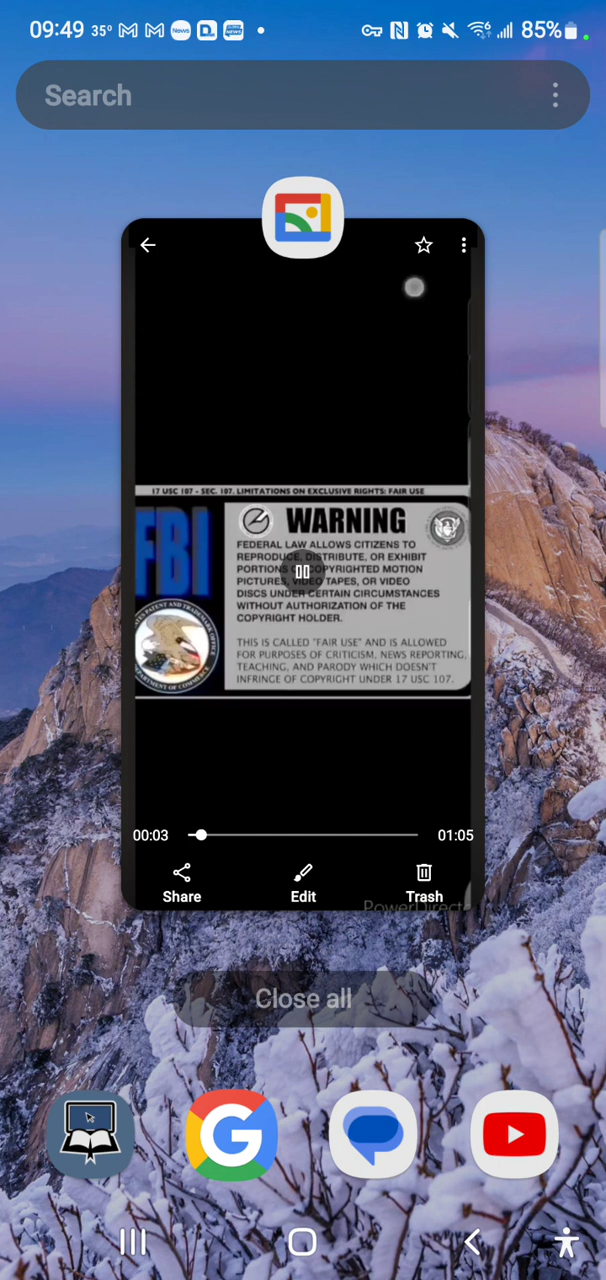 09:49 35° News
6 85%
Search
17 USC 107 - SEC. 107. LIMITATIONS ON EXCLUSIVE RIGHTS: FAIR USE
FBI
WARNING
FEDERAL LAW ALLOWS CITIZENS TO
REPRODUCE, DISTRIBUTE, OR EXHIBIT
PORTIONS OF COPYRIGHTED MOTION
PICTURES, VIDEO TAPES, OR VIDEO
DISCS UNDER CERTAIN CIRCUMSTANCES
WITHOUT AUTHORIZATION OF THE
COPYRIGHT HOLDER.
THIS IS CALLED "FAIR USE" AND IS ALLOWED
FOR PURPOSES OF CRITICISM, NEWS REPORTING,
TEACHING, AND PARODY WHICH DOESN'T
INFRINGE OF COPYRIGHT UNDER 17 USC 107.
00:03 01:05
Share Edit Trash
PowerDirect
Close all